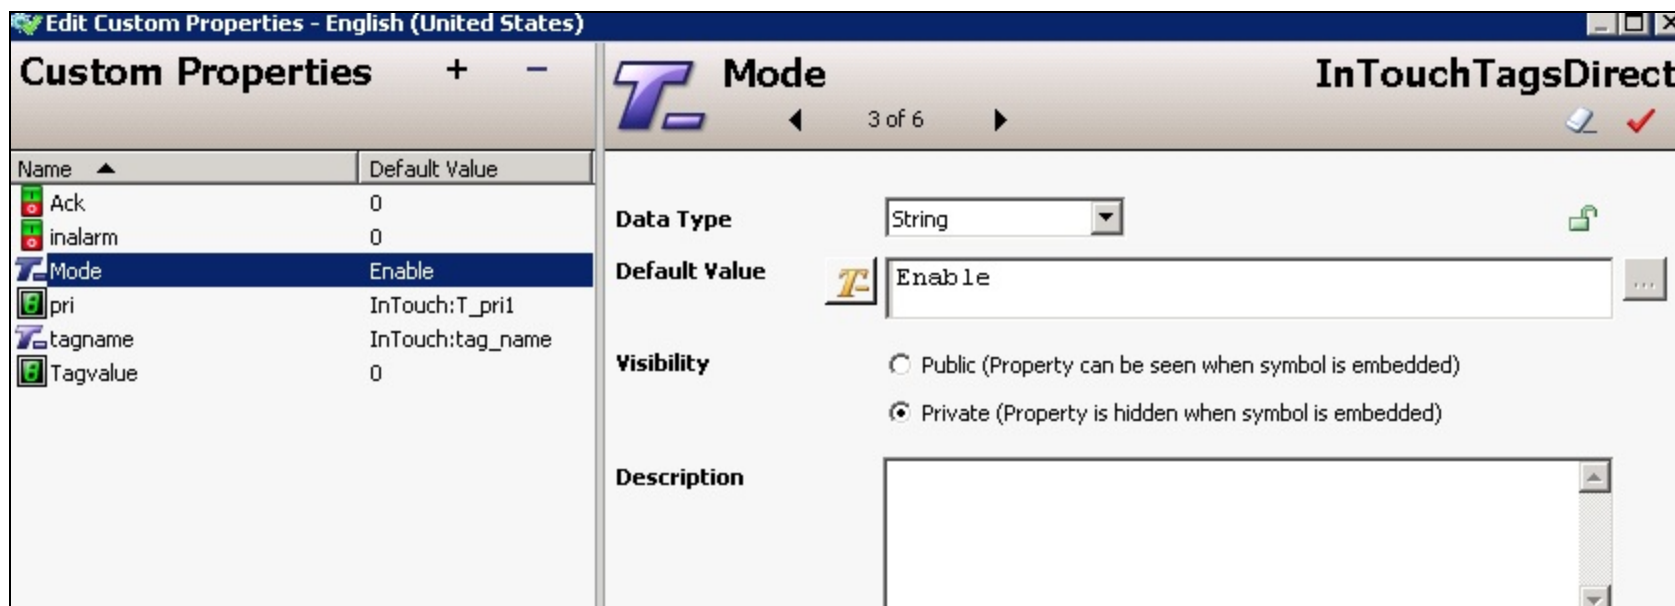 Edit Custom Properties - English (United States)
Custom Properties + -
Mode
InTouchTagsDirect
3 of 6
Name Default Value
Ack 0
inalarm 0
Mode Enable
pri InTouch:T_pri1
tagname InTouch:tag_name
Tagvalue 0
Data Type String
Default Value Enable ...
Visibility Public (Property can be seen when symbol is embedded)
Private (Property is hidden when symbol is embedded)
Description